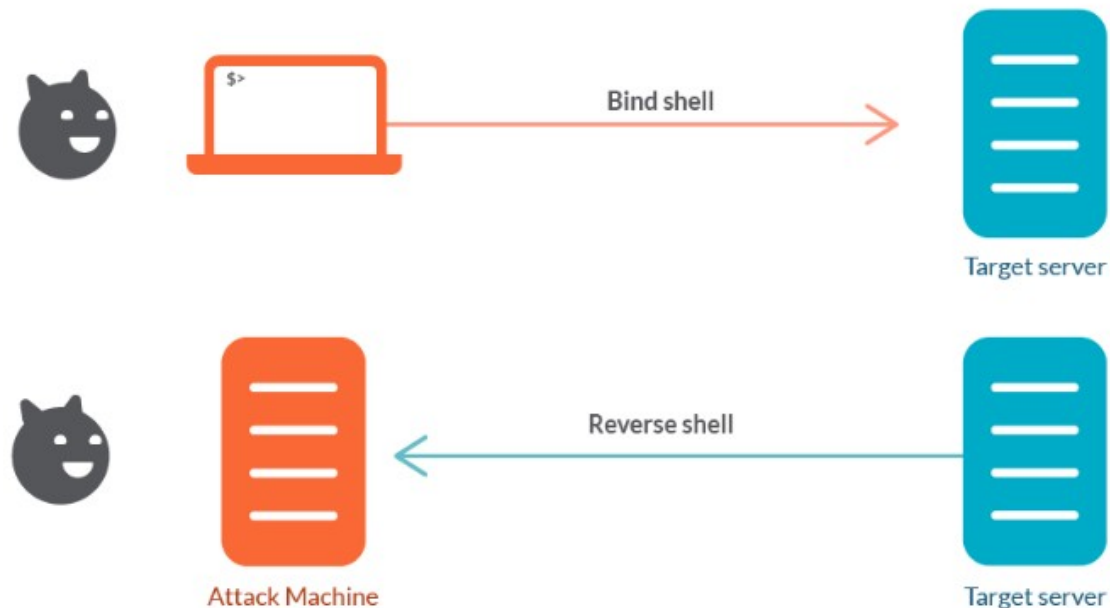 $>
Bind shell
Target server
Reverse shell
Attack Machine
Target server